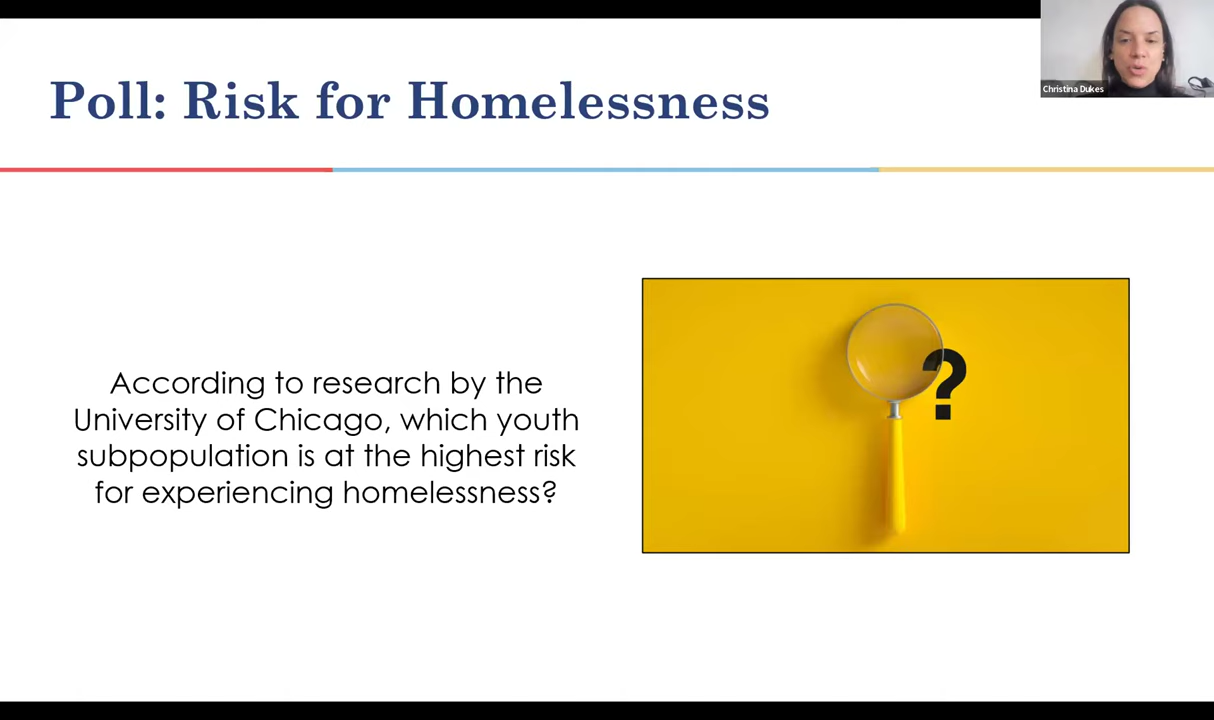 Poll: Risk for Homelessness
Christina Dukes
According to research by the
University of Chicago, which youth
subpopulation is at the highest risk
for experiencing homelessness?
?